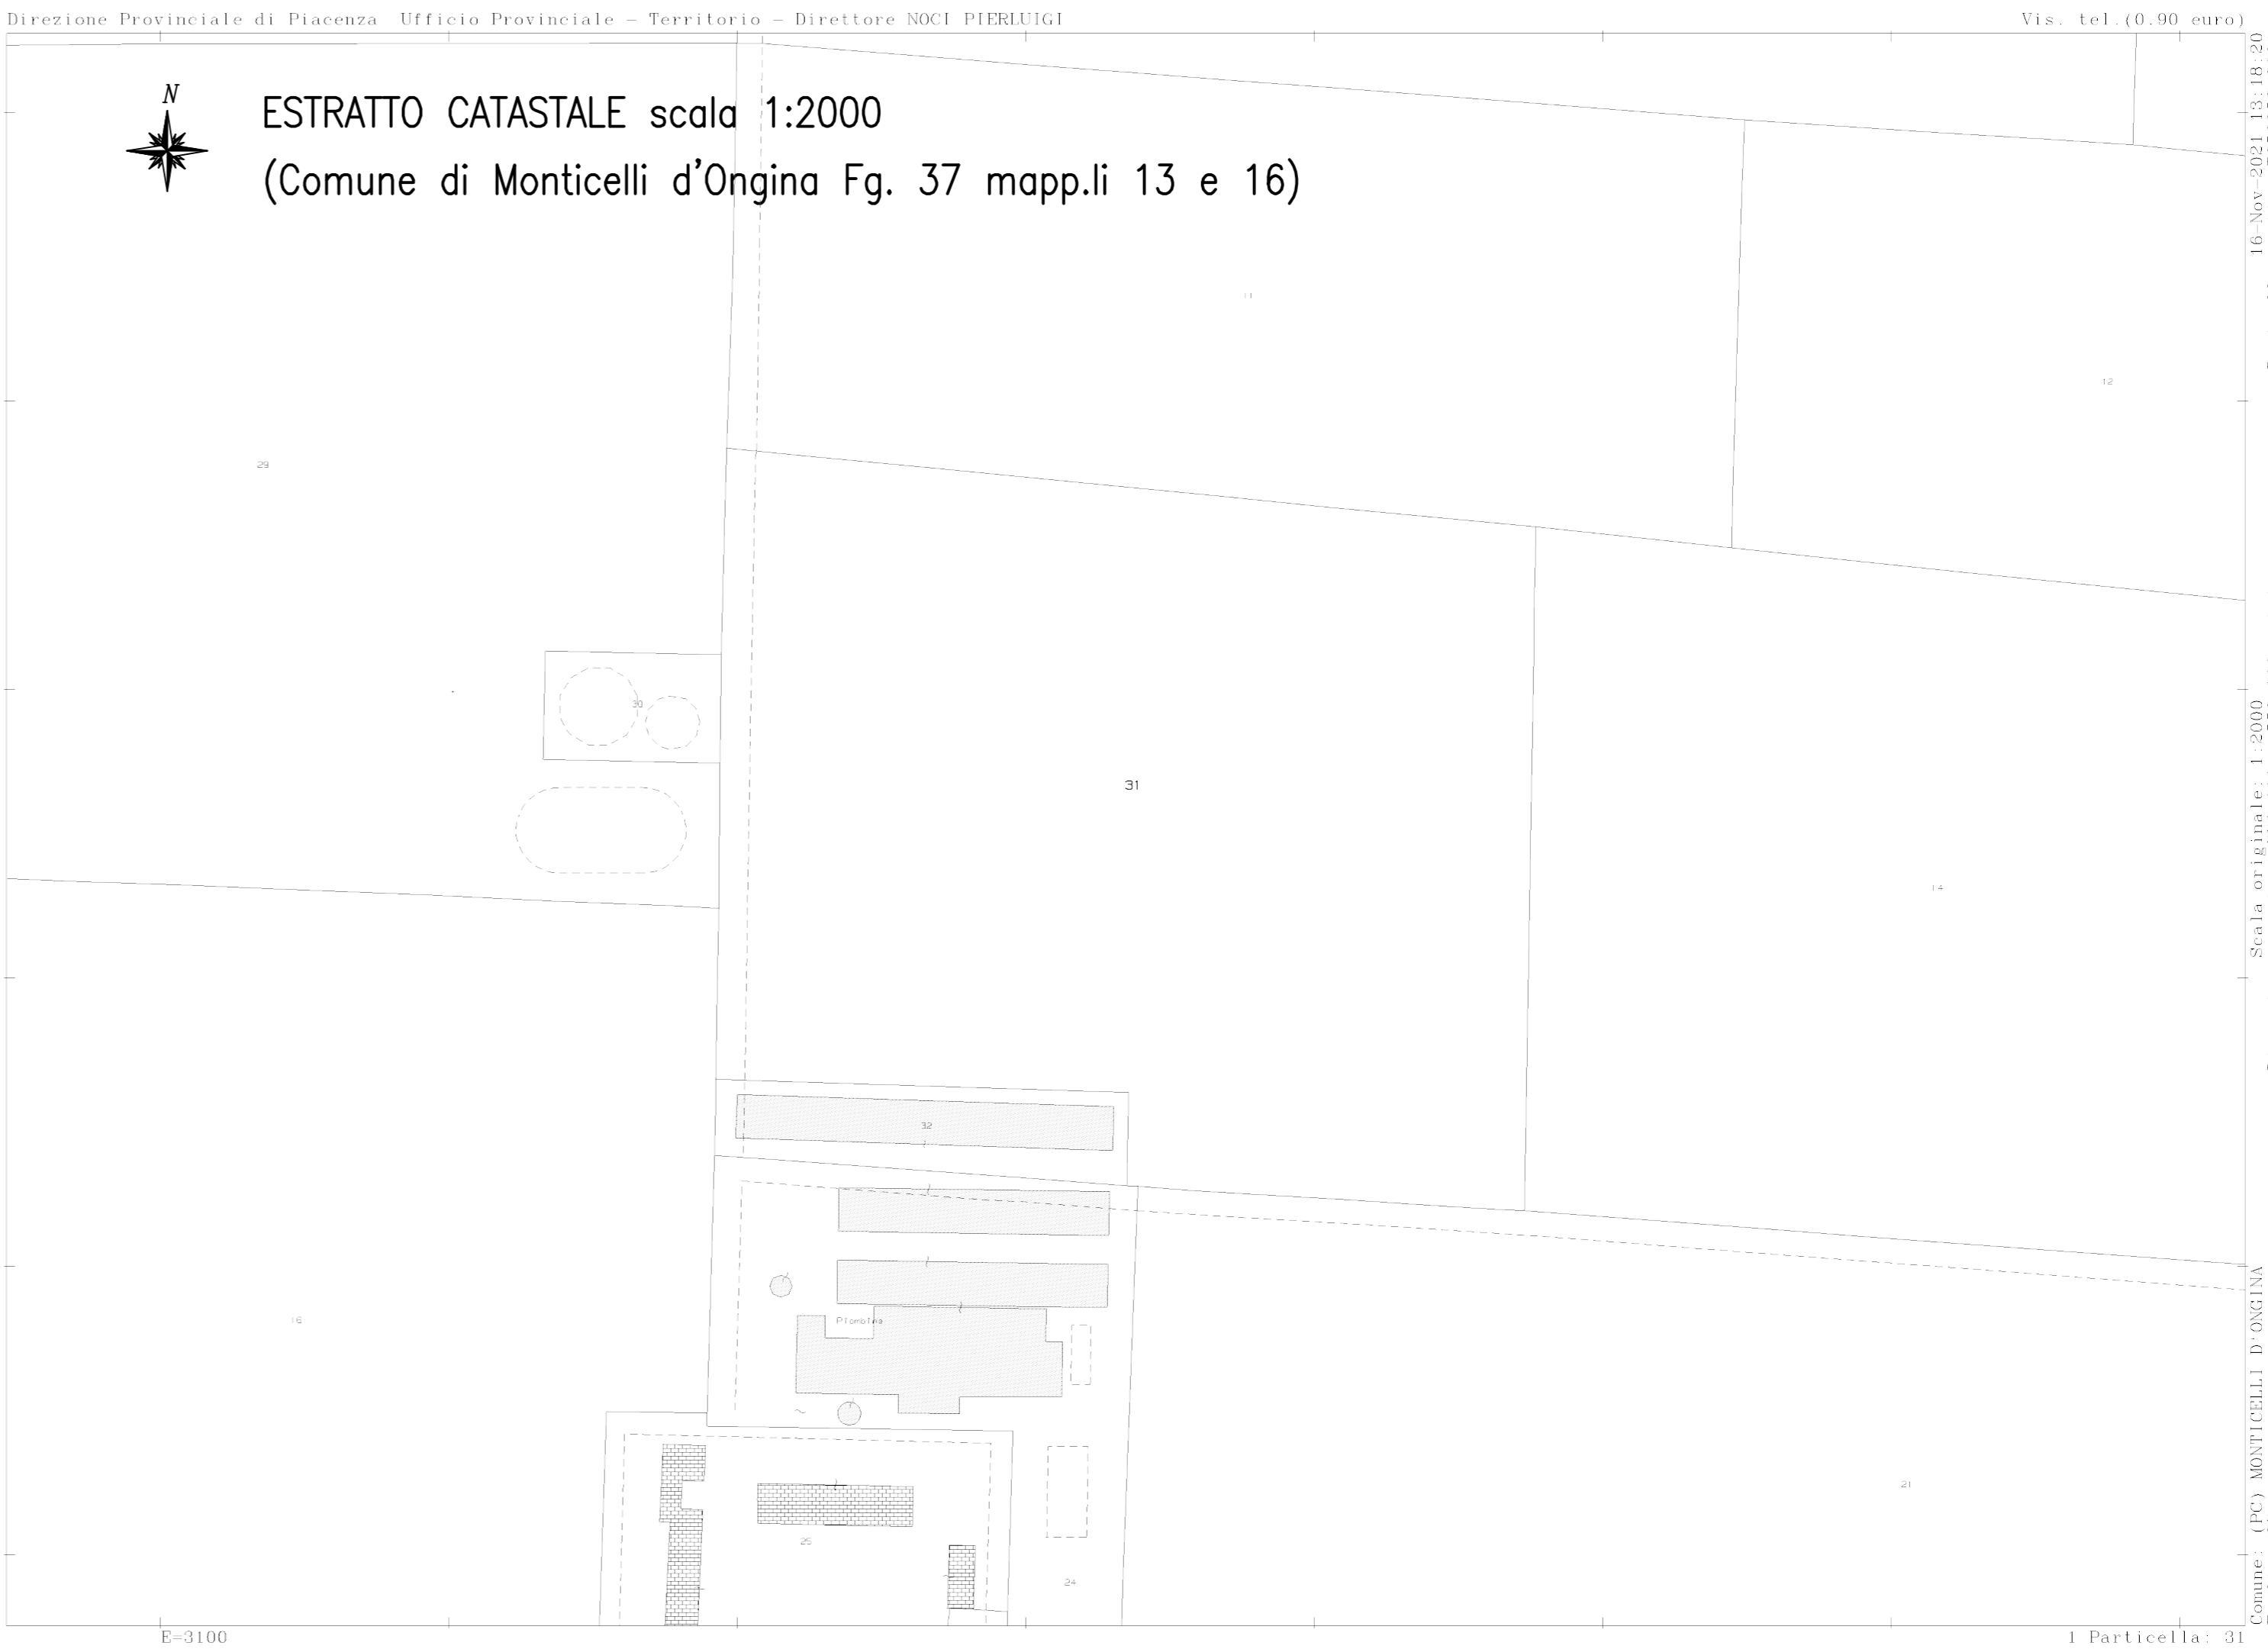 Direzione Provinciale di Piacenza Ufficio Provinciale - Territorio - Direttore NOCI PIERLUIGI
Vis. tel.(0.90 euro)
N
ESTRATTO CATASTALE scala 1:2000
(Comune di Monticelli d'Ongina Fg. 37 mapp.li 13 e 16)
16-Nov-2021 13:18:20
11
12
29
30
31
Scala originale: 1:2000
14
32
16
Piombina
21
25
24
Comune: (PC) MONTICELLI D'ONGINA
E=3100
1 Particella: 31